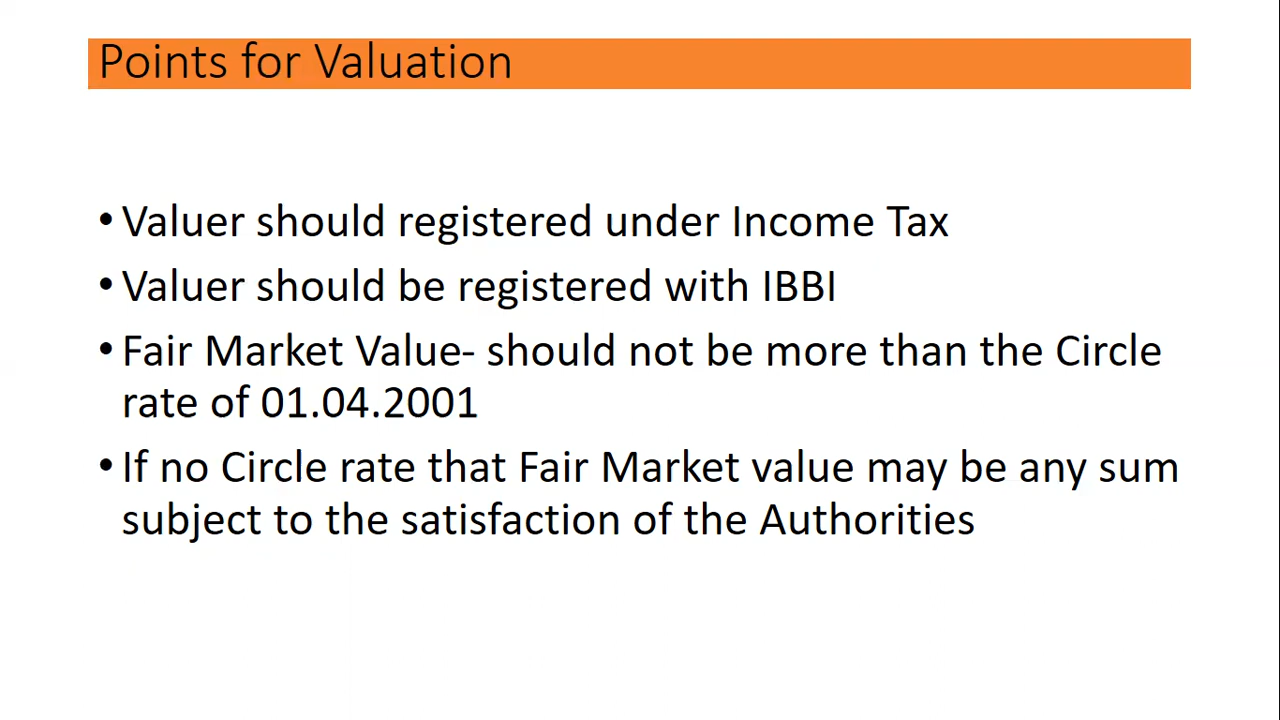 Points for Valuation
• Valuer should registered under Income Tax
• Valuer should be registered with IBBI
• Fair Market Value- should not be more than the Circle
rate of 01.04.2001
• If no Circle rate that Fair Market value may be any sum
subject to the satisfaction of the Authorities